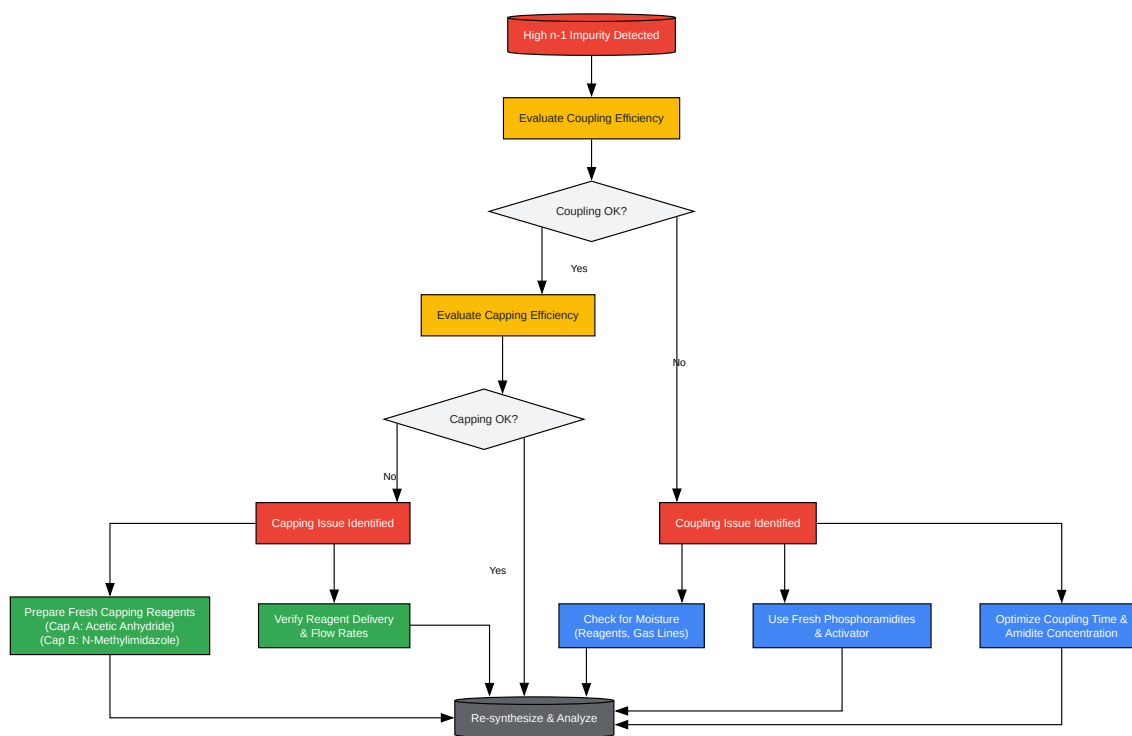 High n-1 Impurity Detected
Evaluate Coupling Efficiency
Coupling OK?
Yes
Evaluate Capping Efficiency
No
Capping OK?
No
Capping Issue Identified
Coupling Issue Identified
Yes
Prepare Fresh Capping Reagents
(Cap A: Acetic Anhydride)
(Cap B: N-Methylimidazole)
Verify Reagent Delivery
& Flow Rates
Check for Moisture
(Reagents, Gas Lines)
Use Fresh Phosphoramidites
& Activator
Optimize Coupling Time &
Amidite Concentration
Re-synthesize & Analyze